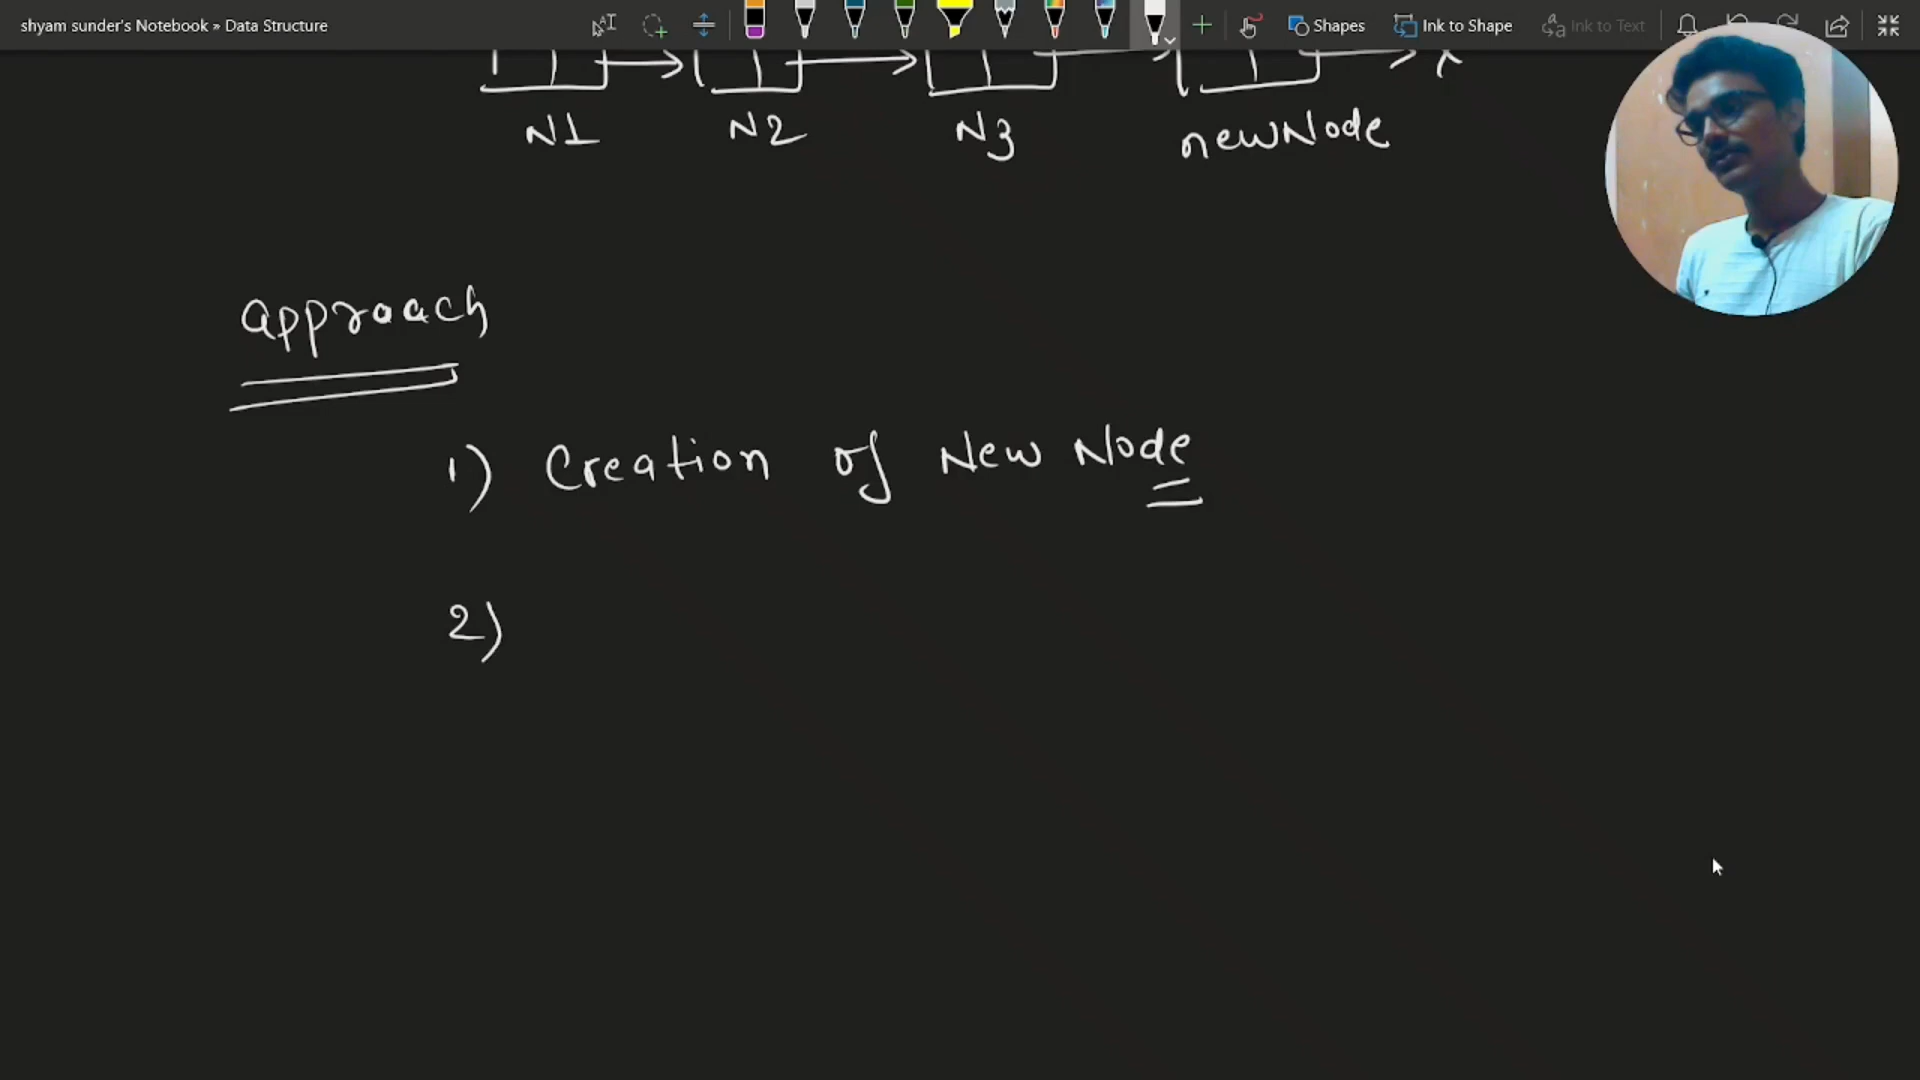 shyam sunder's Notebook » Data Structure
Shapes
Ink to Shape
Ink to Text
N1 N2 N3 newNode
approach
1) Creation of New Node
2)